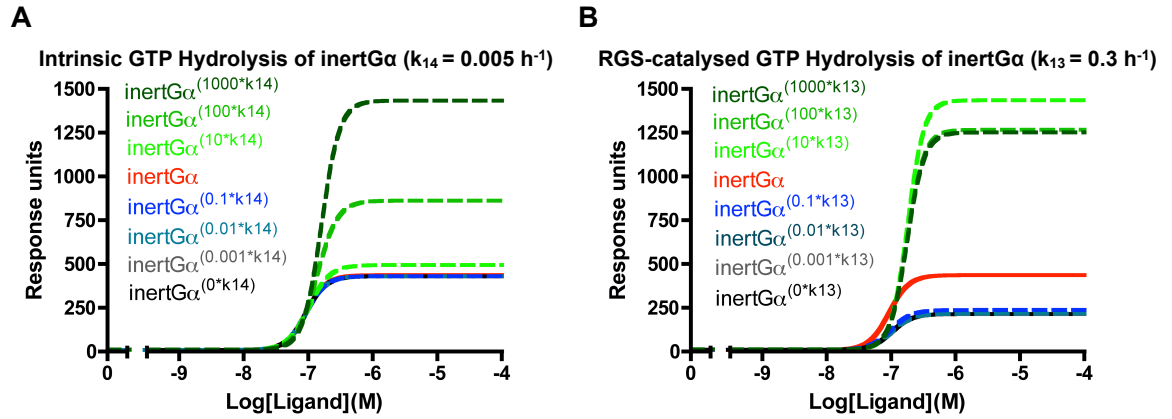 A
Intrinsic GTP Hydrolysis of inertGα (k14 = 0.005 h-1)
Response units
1500
1250
1000
750
500
250
0
inertGα(1000*k14)
inertGα(100*k14)
inertGα(10*k14)
inertGα
inertGα(0.1*k14)
inertGα(0.01*k14)
inertGα(0.001*k14)
inertGα(0*k14)
0 -9 -8 -7 -6 -5 -4
Log[Ligand](M)
B
RGS-catalysed GTP Hydrolysis of inertGα (k13 = 0.3 h-1)
Response units
1500
1250
1000
750
500
250
0
inertGα(1000*k13)
inertGα(100*k13)
inertGα(10*k13)
inertGα
inertGα(0.1*k13)
inertGα(0.01*k13)
inertGα(0.001*k13)
inertGα(0*k13)
0 -9 -8 -7 -6 -5 -4
Log[Ligand](M)